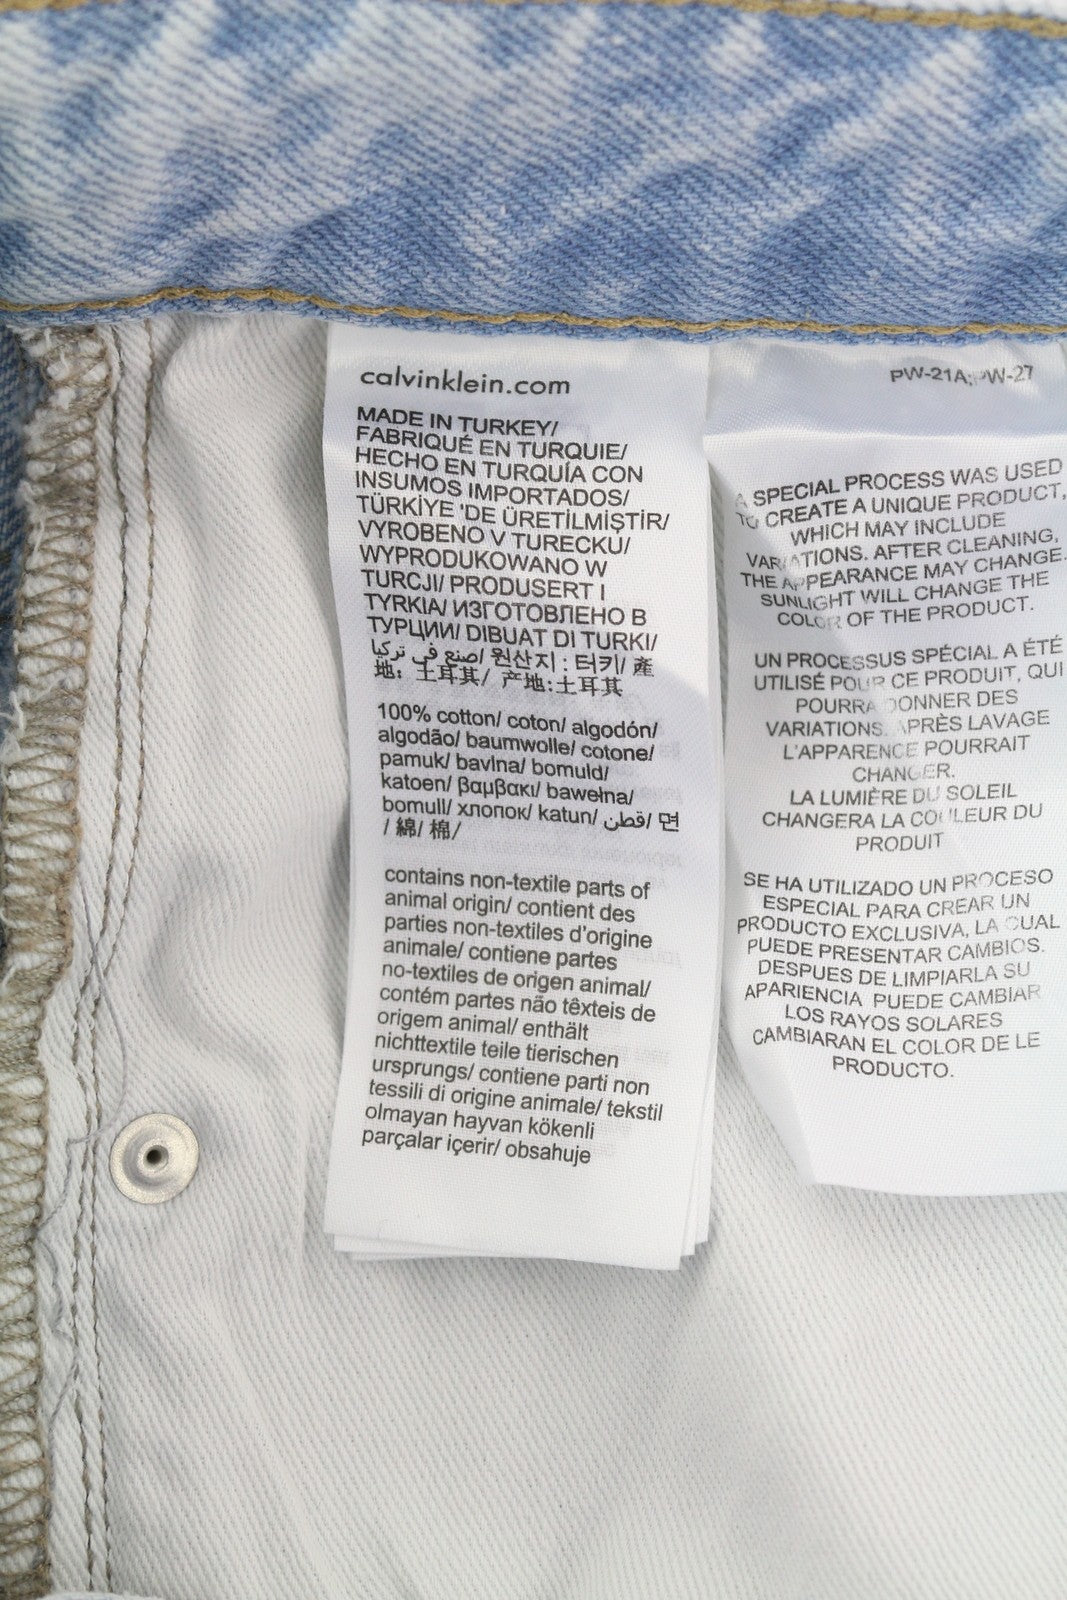 calvinklein.com
MADE IN TURKEY/
FABRIQUÉ EN TURQUIE/
HECHO EN TURQUÍA CON
INSUMOS IMPORTADOS/
TÜRKİYE 'DE ÜRETİLMİŞTİR/
VYROBENO V TURECKU/
WYPRODUKOWANO W
TURCJI/ PRODUSERT I
TYRKIA/ ИЗГОТОВЛЕНО В
ТУРЦИИ/ DIBUAT DI TURKI/
صنع في تركيا/ 원산지 : 터키/ 產
地: 土耳其/ 产地:土耳其
100% cotton/ coton/ algodón/
algodão/ baumwolle/ cotone/
pamuk/ bavlna/ bomuld/
katoen/ βαμβακι/ bawełna/
bomull/ хлопок/ katun/ قطن/ 면
/ 綿/ 棉/
contains non-textile parts of
animal origin/ contient des
parties non-textiles d'origine
animale/ contiene partes
no-textiles de origen animal/
contém partes não têxteis de
origem animal/ enthält
nichttextile teile tierischen
ursprungs/ contiene parti non
tessili di origine animale/ tekstil
olmayan hayvan kökenli
parçalar içerir/ obsahuje
PW-21A;PW-27
A SPECIAL PROCESS WAS USED
TO CREATE A UNIQUE PRODUCT,
WHICH MAY INCLUDE
VARIATIONS. AFTER CLEANING,
THE APPEARANCE MAY CHANGE.
SUNLIGHT WILL CHANGE THE
COLOR OF THE PRODUCT.
UN PROCESSUS SPÉCIAL A ÉTÉ
UTILISÉ POUR CE PRODUIT, QUI
POURRA DONNER DES
VARIATIONS. APRÈS LAVAGE
L'APPARENCE POURRAIT
CHANGER.
LA LUMIÈRE DU SOLEIL
CHANGERA LA COULEUR DU
PRODUIT
SE HA UTILIZADO UN PROCESO
ESPECIAL PARA CREAR UN
PRODUCTO EXCLUSIVA, LA CUAL
PUEDE PRESENTAR CAMBIOS.
DESPUES DE LIMPIARLA SU
APARIENCIA PUEDE CAMBIAR
LOS RAYOS SOLARES
CAMBIARAN EL COLOR DE LE
PRODUCTO.